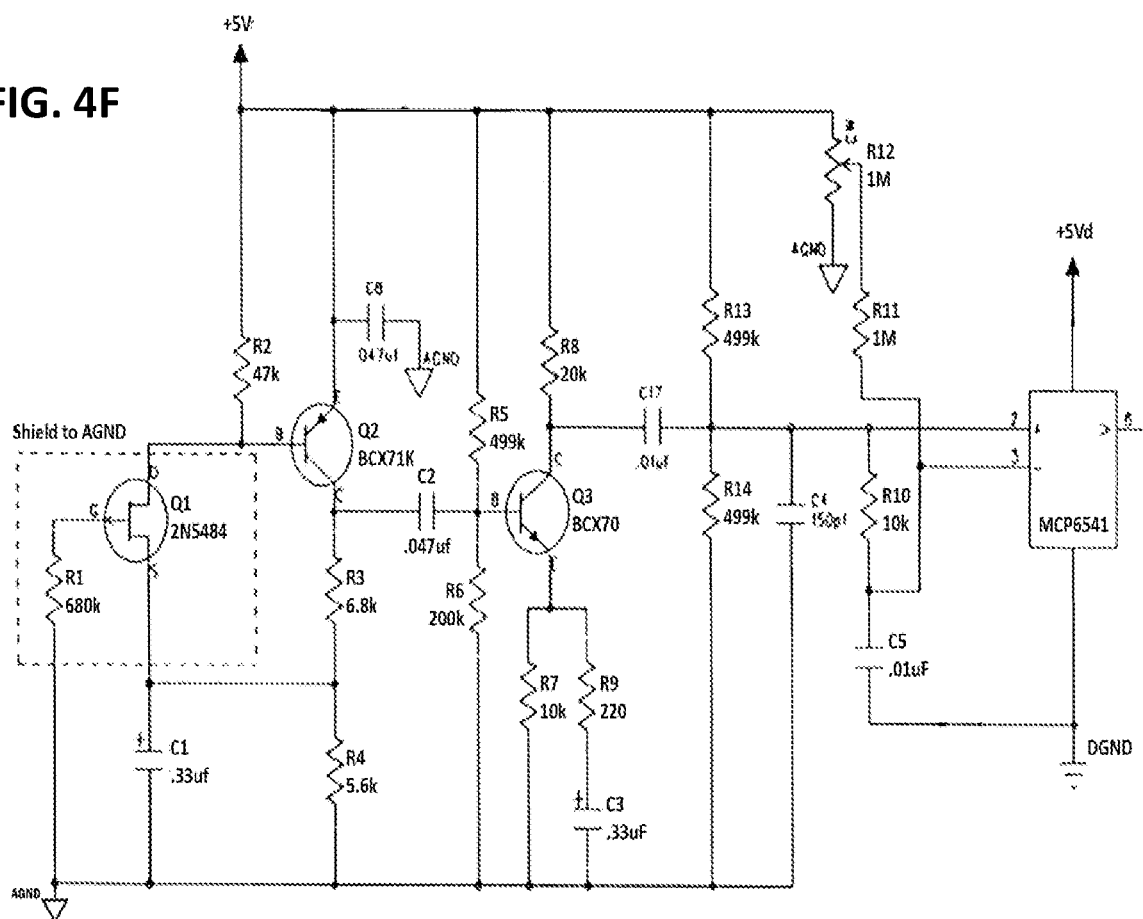 +5V
FIG. 4F
R12
1M
+5Vd
AGND
R13
499k
R11
1M
C8
.047uf
AGND
R2
47k
R8
20k
R5
499k
C17
.01uf
2
6
Shield to AGND
B
Q2
BCX71K
E
C
3
D
G
Q1
2N5484
C2
.047uf
B
C
Q3
BCX70
E
R14
499k
C4
150pf
R10
10k
MCP6541
R1
680k
R3
6.8k
R6
200k
C5
.01uF
R7
10k
R9
220
C1
.33uf
R4
5.6k
DGND
C3
.33uF
AGND